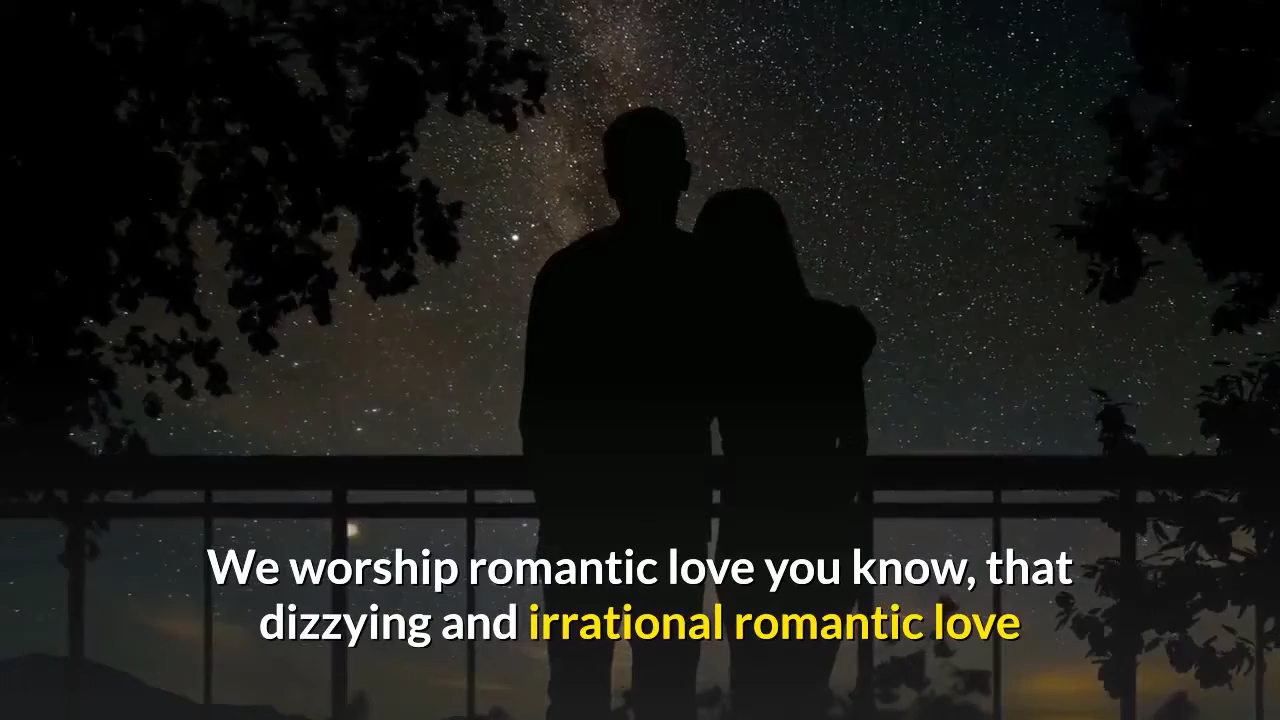 We worship romantic love you know, that
dizzying and irrational romantic love